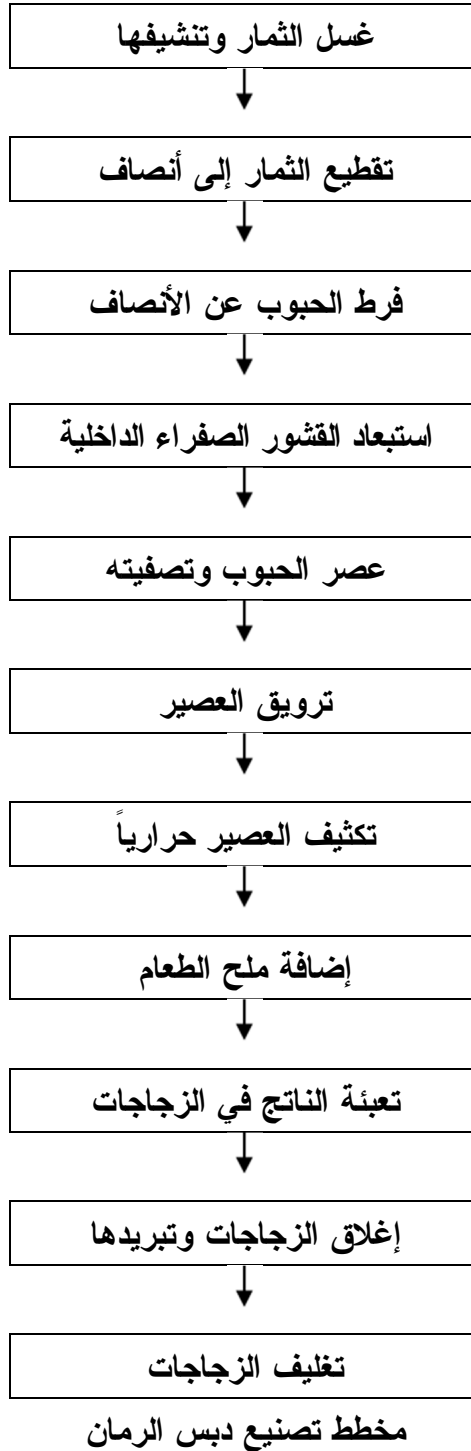 غسل الثمار وتنشيفها
تقطيع الثمار إلى أنصاف
فرط الحبوب عن الأنصاف
استبعاد القشور الصفراء الداخلية
عصر الحبوب وتصفيته
ترويق العصير
تكثيف العصير حرارياً
إضافة ملح الطعام
تعبئة الناتج في الزجاجات
إغلاق الزجاجات وتبريدها
تغليف الزجاجات
مخطط تصنيع دبس الرمان